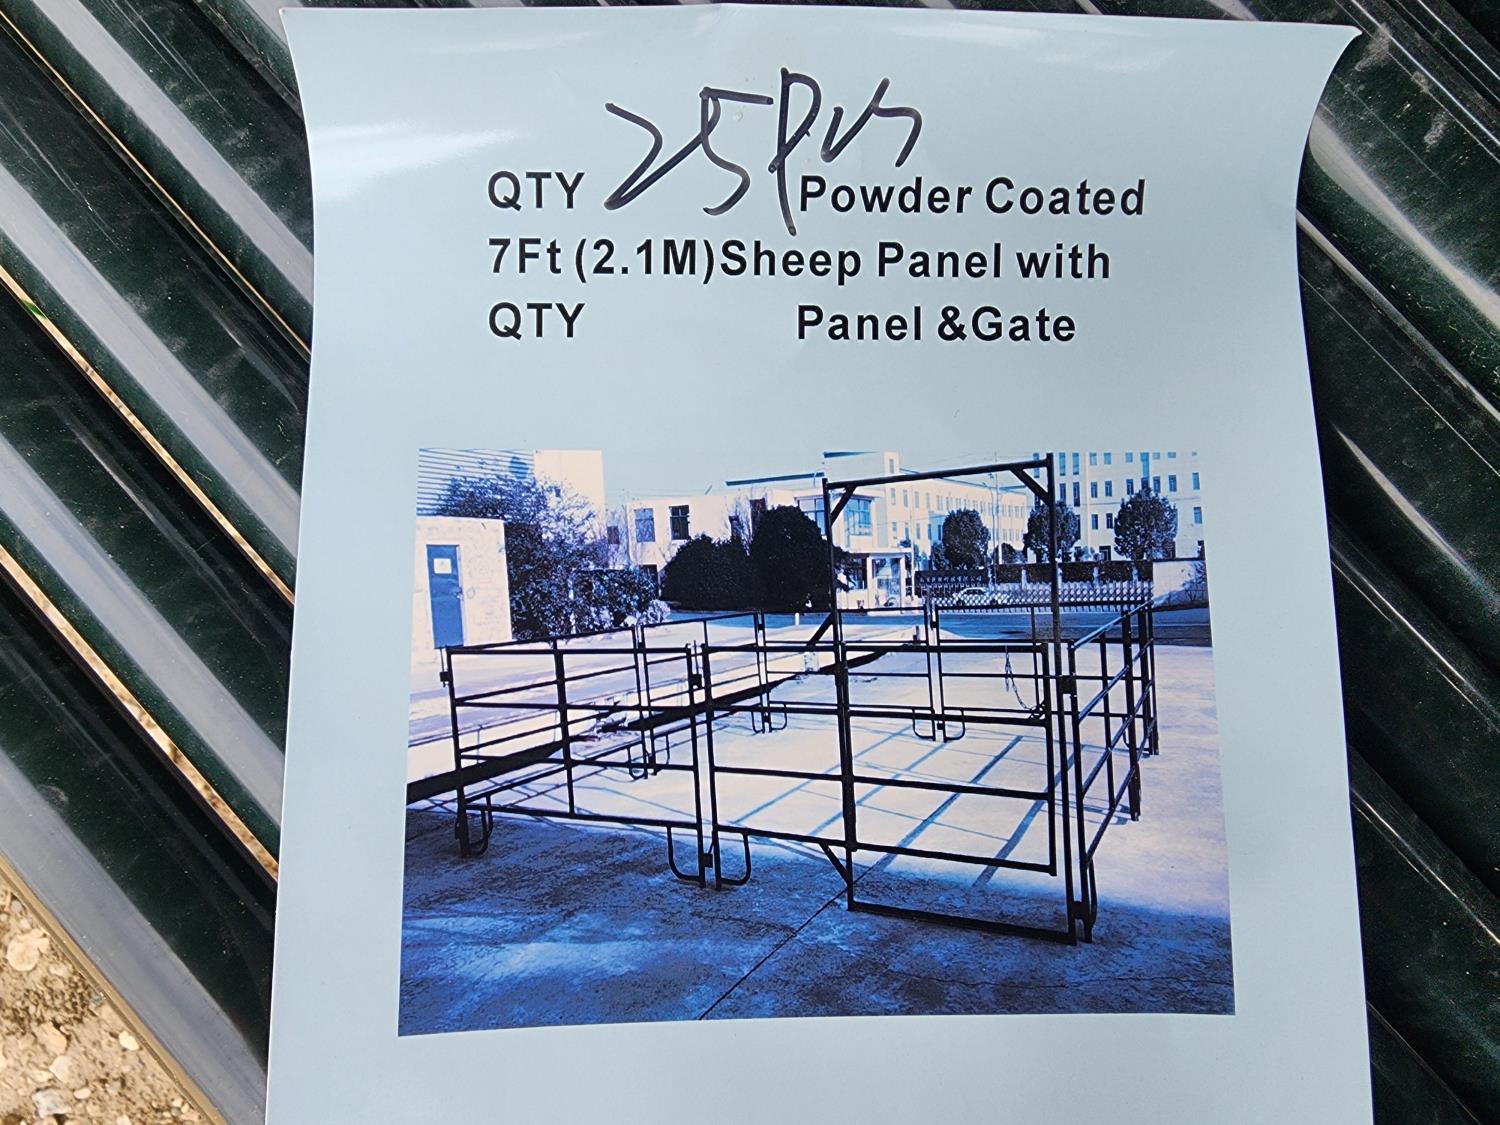 QTY 25pcs Powder Coated
7Ft (2.1M)Sheep Panel with
QTY Panel &Gate